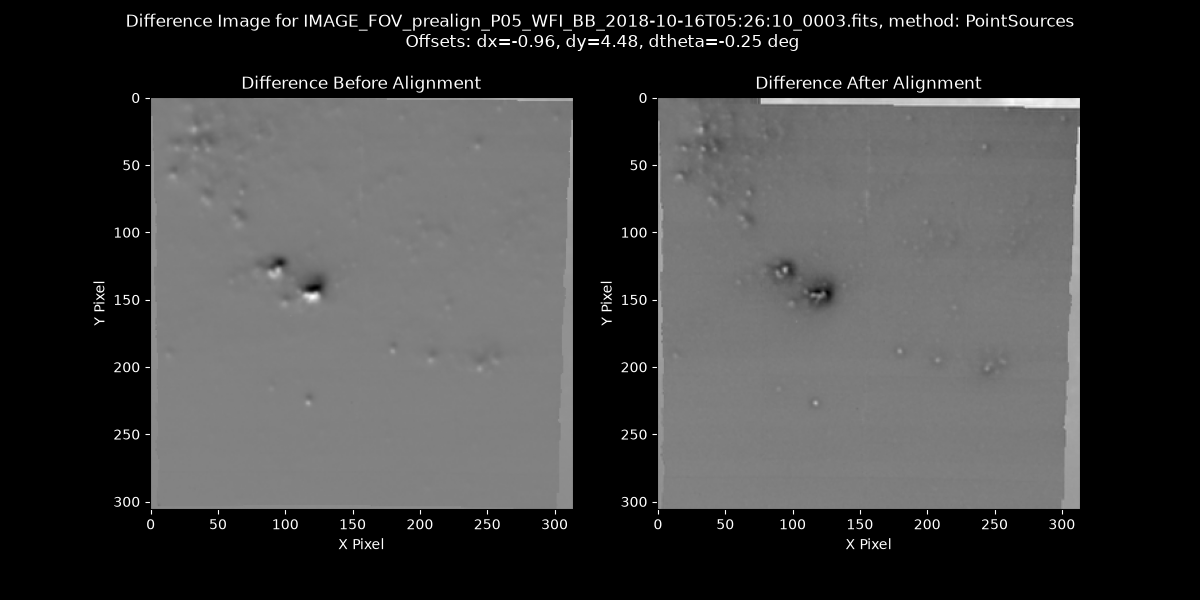 Difference Image for IMAGE_FOV_prealign_P05_WFI_BB_2018-10-16T05:26:10_0003.fits, method: PointSources
Offsets: dx=-0.96, dy=4.48, dtheta=-0.25 deg
Difference Before Alignment
0
50
100
150
200
250
300
Y Pixel
0 50 100 150 200 250 300
X Pixel
Difference After Alignment
0
50
100
150
200
250
300
Y Pixel
0 50 100 150 200 250 300
X Pixel